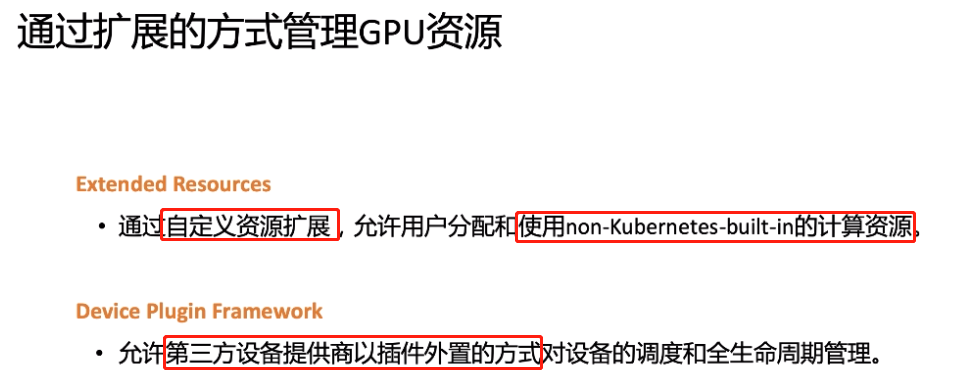 通过扩展的方式管理GPU资源
Extended Resources
• 通过自定义资源扩展，允许用户分配和使用non-Kubernetes-built-in的计算资源。
Device Plugin Framework
• 允许第三方设备提供商以插件外置的方式对设备的调度和全生命周期管理。